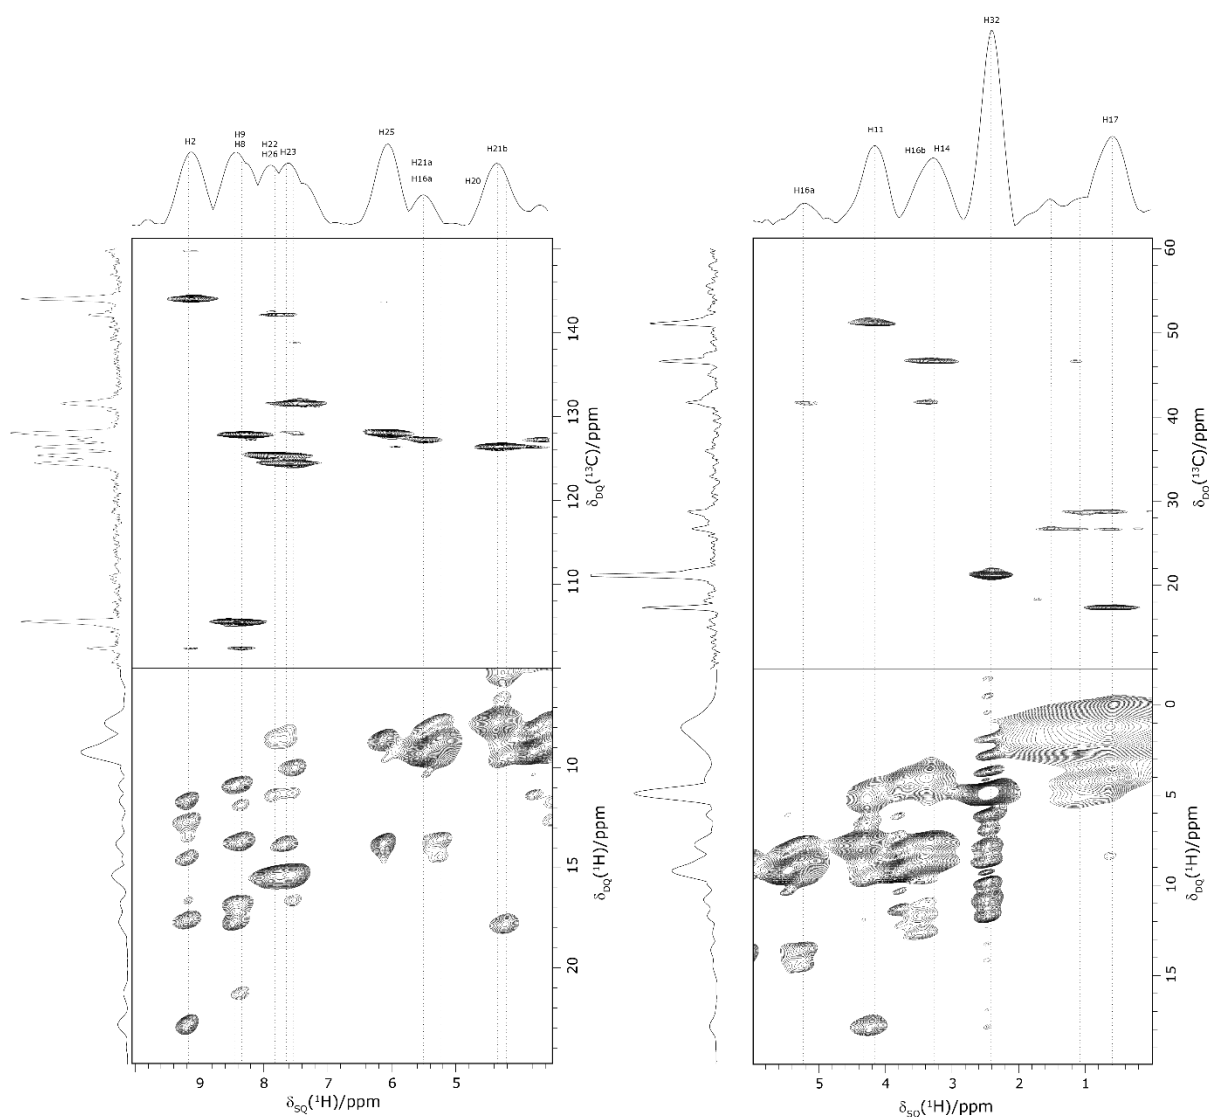 H32
H25
H17
H2
H9
H8
H22
H26
H23
H21a
H16a
H20
H21b
H16a
H11
H16b
H14
140
130
120
110
δDQ(13C)/ppm
60
50
40
30
20
δDQ(13C)/ppm
10
15
20
δDQ(1H)/ppm
0
5
10
15
δDQ(1H)/ppm
9
8
7
6
5
δSQ(1H)/ppm
5
4
3
2
1
δSQ(1H)/ppm